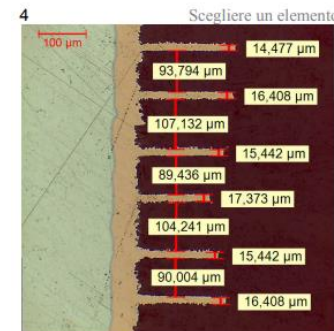 4 Scegliere un elemento
100 µm
14,477 µm
93,794 µm
16,408 µm
107,132 µm
15,442 µm
89,436 µm
17,373 µm
104,241 µm
15,442 µm
90,004 µm
16,408 µm